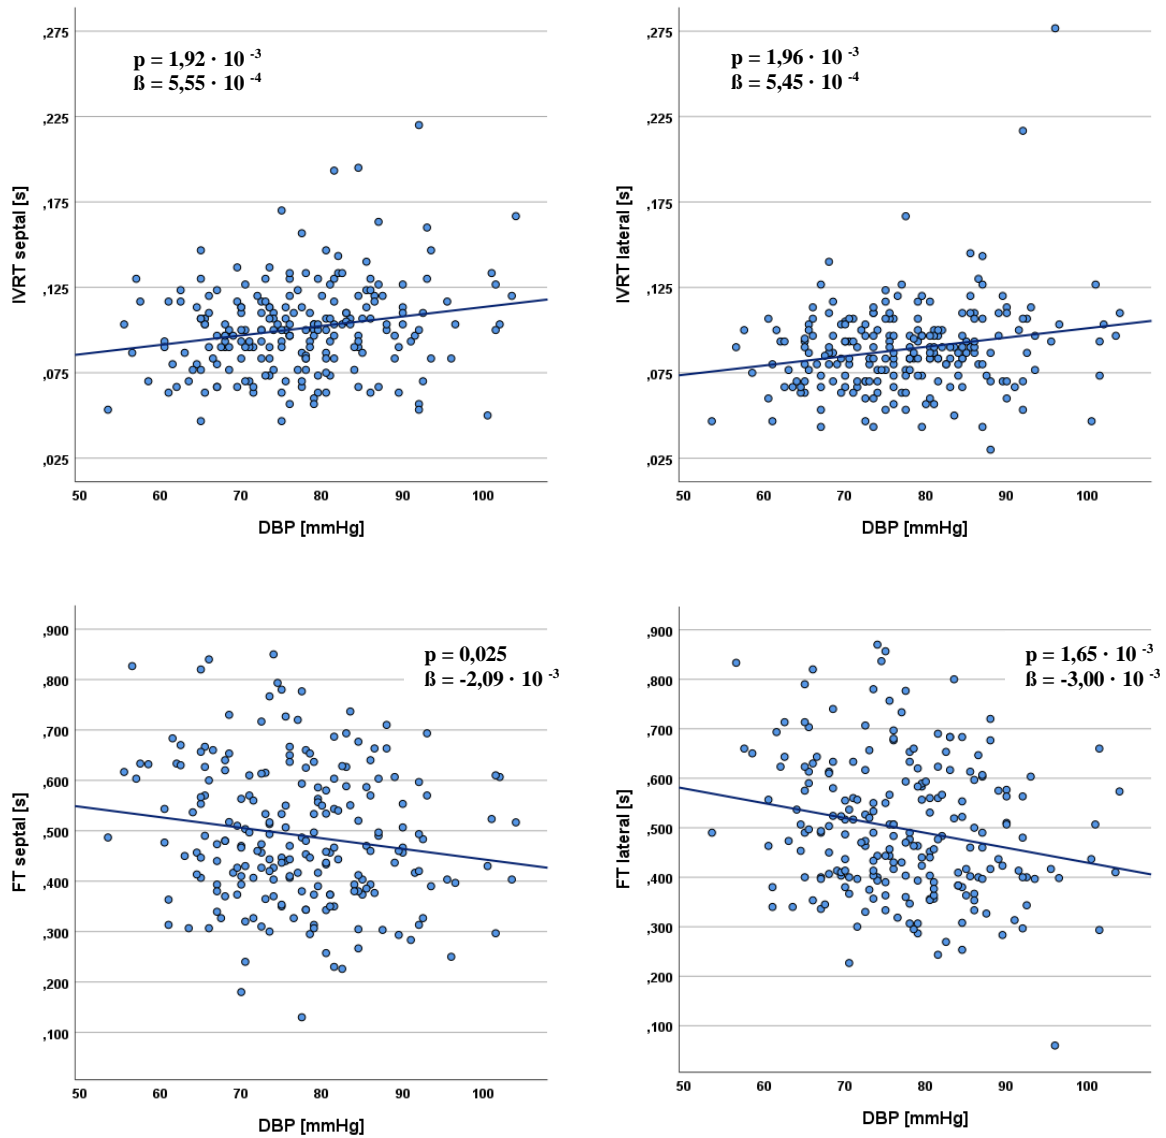 p = 1,92 · 10 -3
ß = 5,55 · 10 -4
,275
,225
,175
,125
,075
,025
IVRT septal [s]
50 60 70 80 90 100
DBP [mmHg]
p = 1,96 · 10 -3
ß = 5,45 · 10 -4
,275
,225
,175
,125
,075
,025
IVRT lateral [s]
50 60 70 80 90 100
DBP [mmHg]
p = 0,025
ß = -2,09 · 10 -3
,900
,800
,700
,600
,500
,400
,300
,200
,100
FT septal [s]
50 60 70 80 90 100
DBP [mmHg]
p = 1,65 · 10 -3
ß = -3,00 · 10 -3
,900
,800
,700
,600
,500
,400
,300
,200
,100
FT lateral [s]
50 60 70 80 90 100
DBP [mmHg]